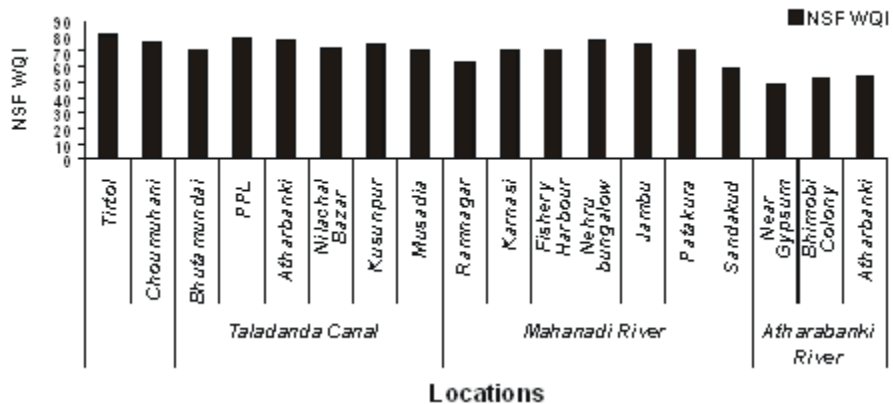 NSF WQI
NSF WQI
90
80
70
60
50
40
30
20
10
0
Tirtol
Choumuhani
Bhutamundai
PPL
Atharbanki
Nilachal
Bazar
Kusunpur
Musadia
Ramnagar
Karnasi
Fishery
Harbour
Nehru
bungalow
Jambu
Patakura
Sandakud
Near
Gypsum
Bhimobi
Colony
Atharbanki
Taladanda Canal
Mahanadi River
Atharabanki
River
Locations